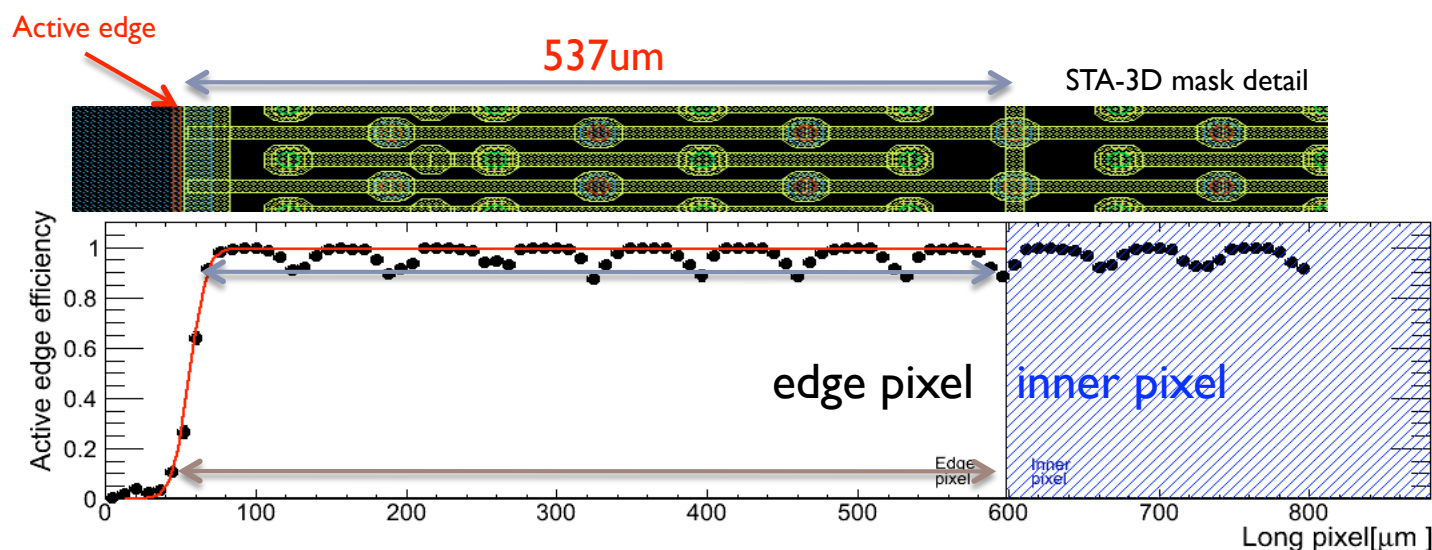 Active edge
537um
STA-3D mask detail
Active edge efficiency
1
0.8
0.6
0.4
0.2
0
edge pixel
inner pixel
Edge
pixel
Inner
pixel
0 100 200 300 400 500 600 700 800
Long pixel[μm ]